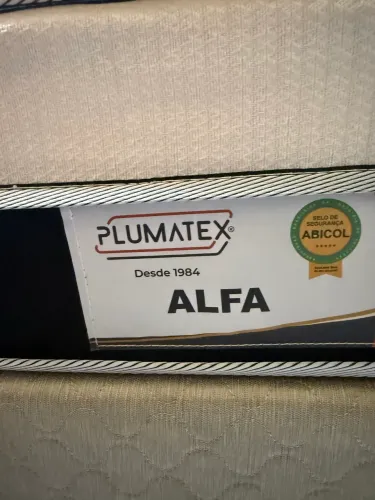 PLUMATEX®
Desde 1984
ALFA
SELO DE
SEGURANÇA
ABICOL
★★★★★